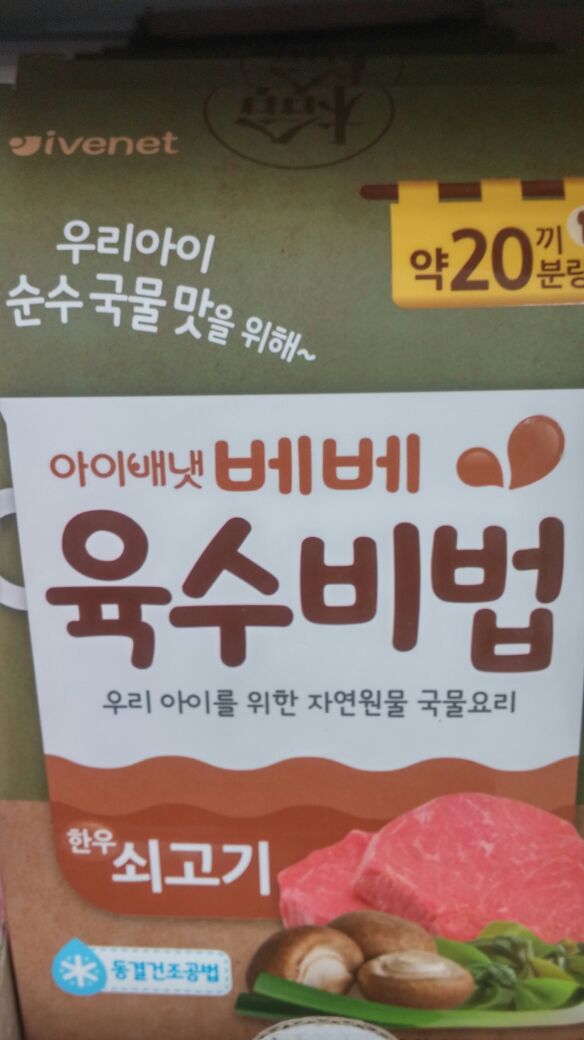 ivenet
약20끼
분량
우리아이
순수 국물 맛을 위해~
아이배냇 베베
육수비법
우리 아이를 위한 자연원물 국물요리
한우 쇠고기
동결건조공법